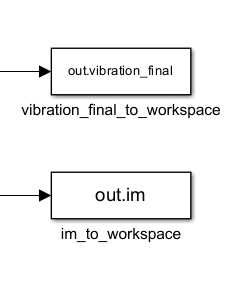 out.vibration_final
vibration_final_to_workspace
out.im
im_to_workspace